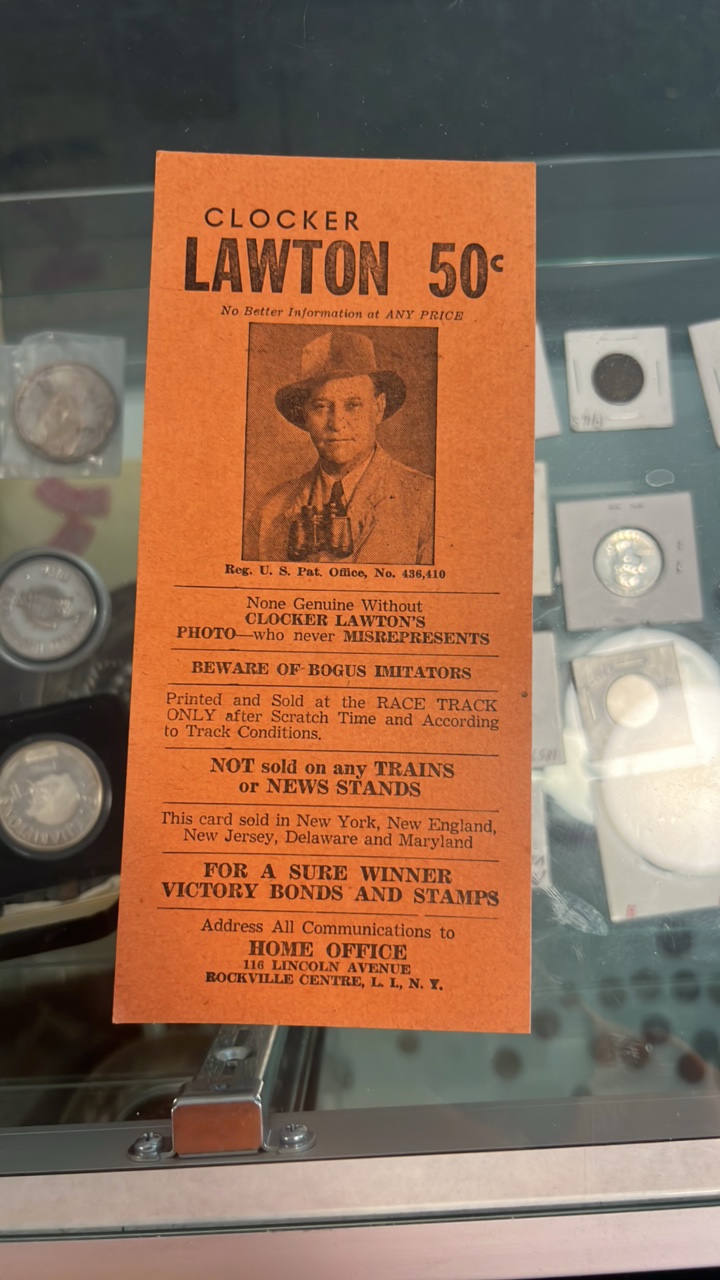 CLOCKER
LAWTON 50c
No Better Information at ANY PRICE
Reg. U. S. Pat. Office, No. 436,410
None Genuine Without
CLOCKER LAWTON'S
PHOTO—who never MISREPRESENTS
BEWARE OF BOGUS IMITATORS
Printed and Sold at the RACE TRACK
ONLY after Scratch Time and According
to Track Conditions.
NOT sold on any TRAINS
or NEWS STANDS
This card sold in New York, New England,
New Jersey, Delaware and Maryland
FOR A SURE WINNER
VICTORY BONDS AND STAMPS
Address All Communications to
HOME OFFICE
116 LINCOLN AVENUE
ROCKVILLE CENTRE, L. I., N. Y.